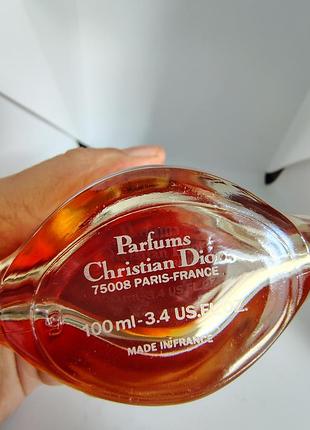 Parfums
Christian Dior
75008 PARIS-FRANCE
100 ml - 3.4 US.FL.
MADE IN FRANCE